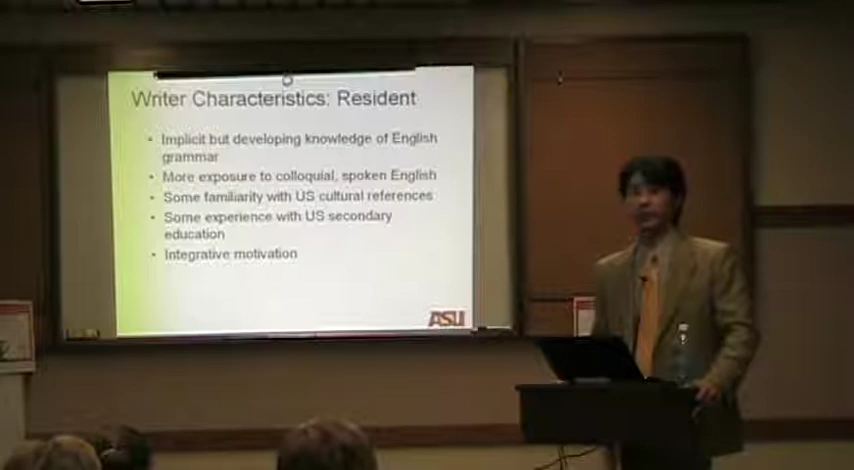 Writer Characteristics: Resident
• Implicit but developing knowledge of English
grammar
• More exposure to colloquial, spoken English
• Some familiarity with US cultural references
• Some experience with US secondary
education
• Integrative motivation
ASU